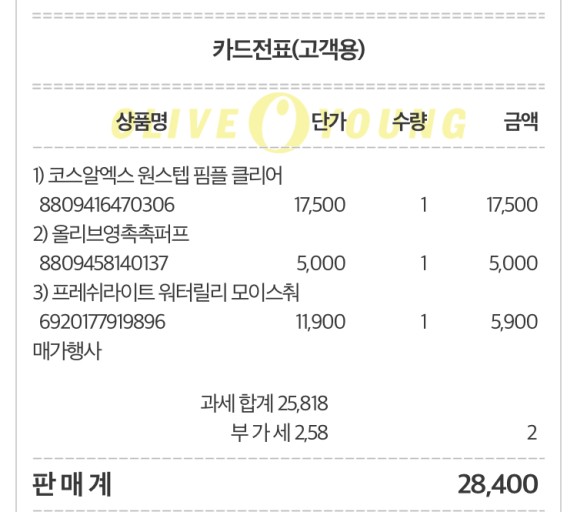 카드전표(고객용)
OLIVE YOUNG
상품명 단가 수량 금액
1) 코스알엑스 원스텝 핌플 클리어
8809416470306 17,500 1 17,500
2) 올리브영촉촉퍼프
8809458140137 5,000 1 5,000
3) 프레쉬라이트 워터릴리 모이스춰
6920177919896 11,900 1 5,900
매가행사
과세 합계 25,818
부 가 세 2,58 2
판 매 계 28,400